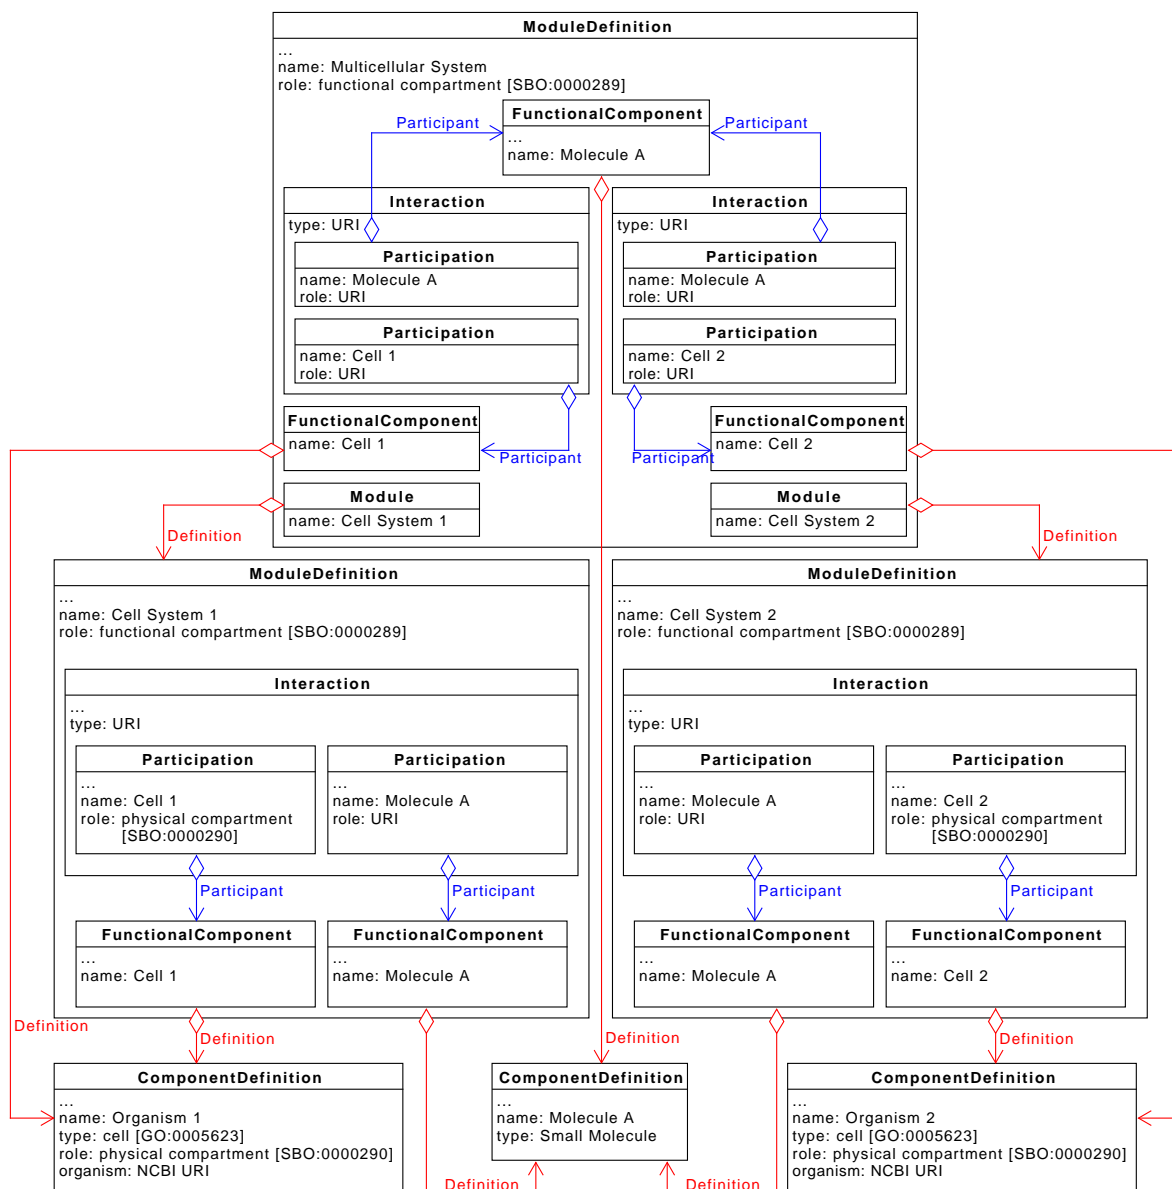 ModuleDefinition
...
name: Multicellular System
role: functional compartment [SBO:0000289]
FunctionalComponent
...
name: Molecule A
Participant
Participant
Interaction
type: URI
Participation
name: Molecule A
role: URI
Participation
name: Cell 1
role: URI
Interaction
type: URI
Participation
name: Molecule A
role: URI
Participation
name: Cell 2
role: URI
FunctionalComponent
name: Cell 1
Participant
Participant
FunctionalComponent
name: Cell 2
Module
name: Cell System 1
Module
name: Cell System 2
Definition
Definition
ModuleDefinition
...
name: Cell System 1
role: functional compartment [SBO:0000289]
Interaction
...
type: URI
Participation
...
name: Cell 1
role: physical compartment
[SBO:0000290]
Participation
...
name: Molecule A
role: URI
Participant
Participant
FunctionalComponent
...
name: Cell 1
FunctionalComponent
...
name: Molecule A
ModuleDefinition
...
name: Cell System 2
role: functional compartment [SBO:0000289]
Interaction
...
type: URI
Participation
...
name: Molecule A
role: URI
Participation
...
name: Cell 2
role: physical compartment
[SBO:0000290]
Participant
Participant
FunctionalComponent
...
name: Molecule A
FunctionalComponent
...
name: Cell 2
Definition
Definition
Definition
Definition
ComponentDefinition
...
name: Organism 1
type: cell [GO:0005623]
role: physical compartment [SBO:0000290]
organism: NCBI URI
ComponentDefinition
...
name: Molecule A
type: Small Molecule
ComponentDefinition
...
name: Organism 2
type: cell [GO:0005623]
role: physical compartment [SBO:0000290]
organism: NCBI URI
Definition
Definition